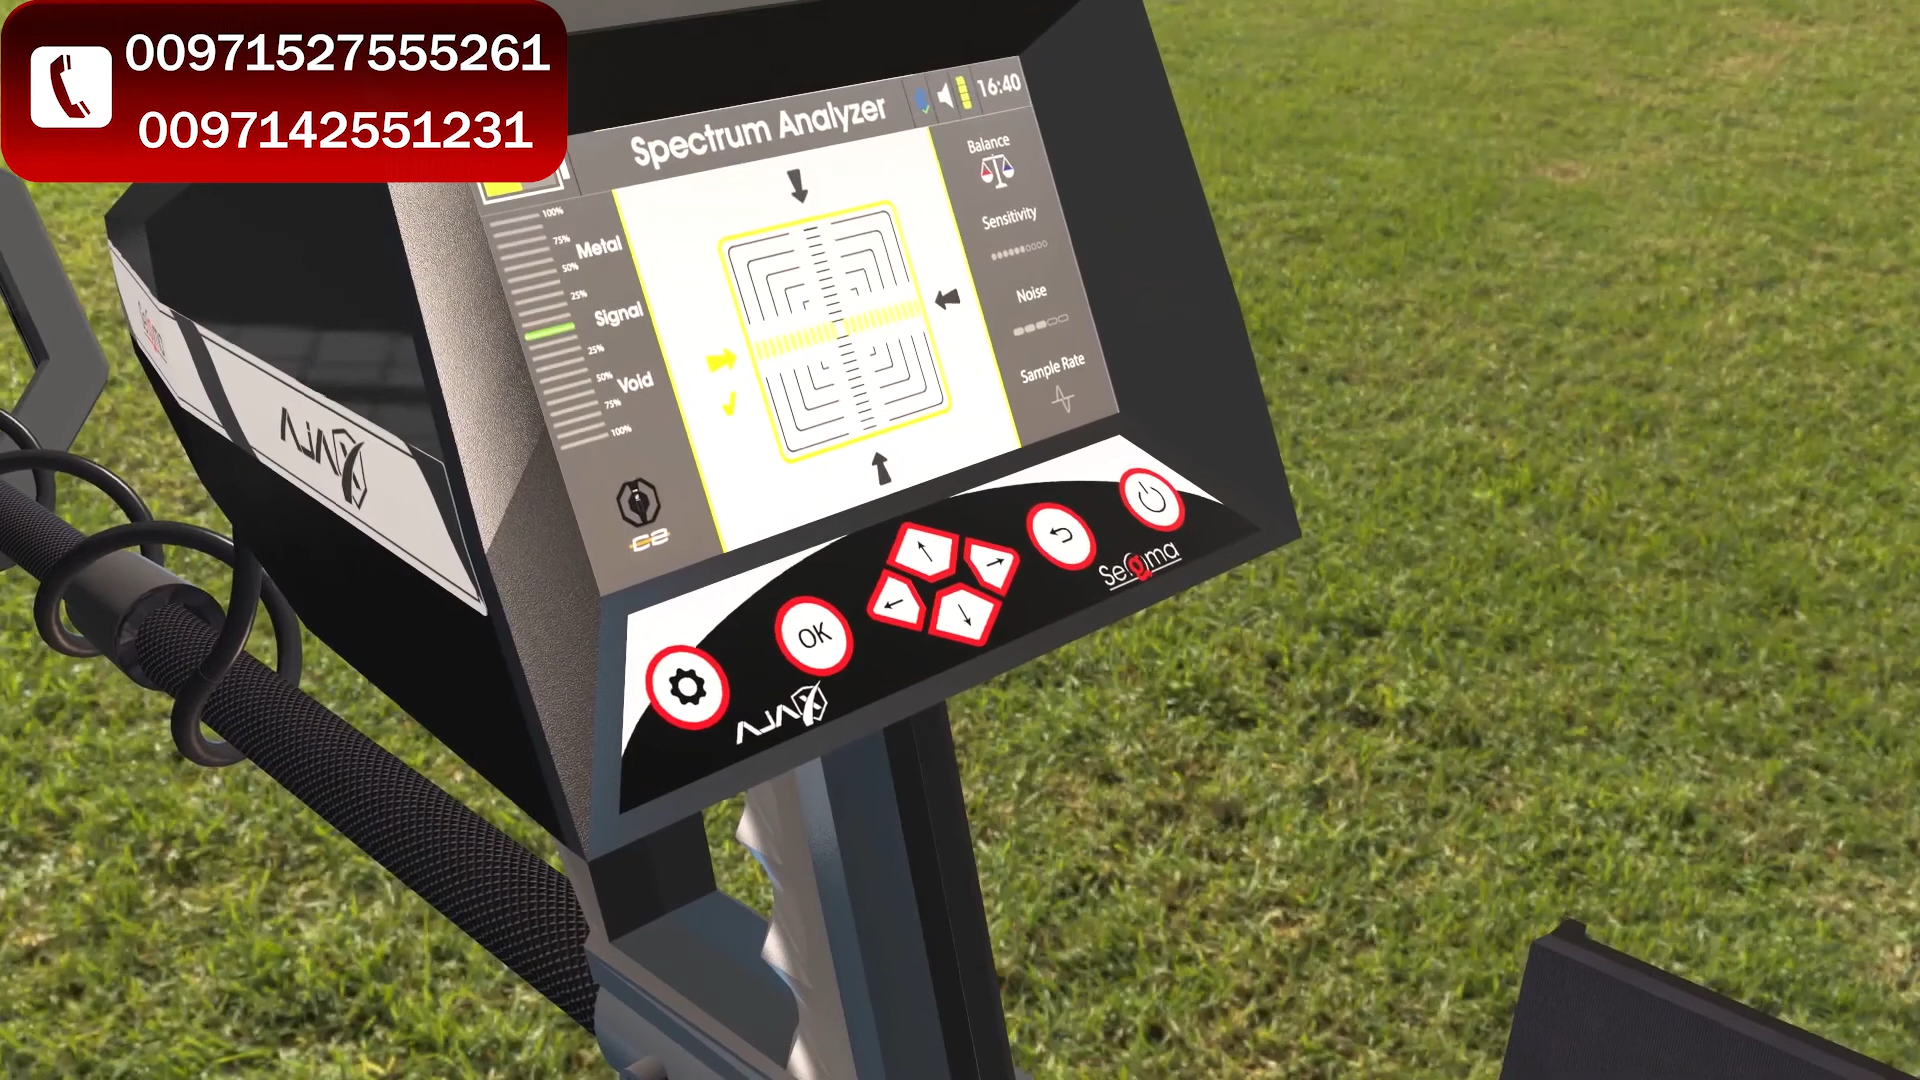 00971527555261
0097142551231
Spectrum Analyzer
16:40
Balance
Sensitivity
Noise
Sample Rate
100%
75%
Metal
50%
25%
Signal
25%
50%
Void
75%
100%
C2
OK
AJAX
Segma
AJAX